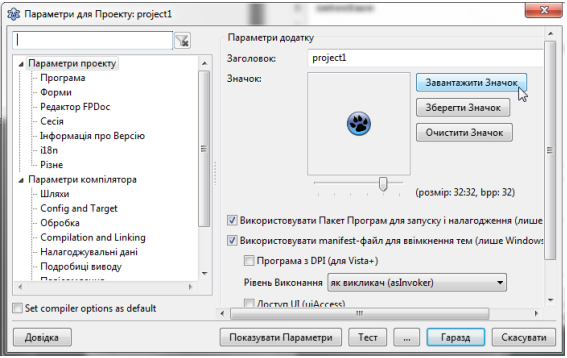 Параметри для Проекту: project1
Параметри додатку
Заголовок: project1
Значок:
Завантажити Значок
Зберегти Значок
Очистити Значок
(розмір: 32:32, bpp: 32)
Використовувати Пакет Програм для запуску і налагодження (лише
Використовувати manifest-файл для ввімкнення тем (лише Windows
Програма з DPI (для Vista+)
Рівень Виконання як викликач (asInvoker)
Доступ UI (uiAccess)
Параметри проекту
Програма
Форми
Редактор FPDoc
Сесія
Інформація про Версію
i18n
Різне
Параметри компілятора
Шляхи
Config and Target
Обробка
Compilation and Linking
Налагоджувальні дані
Подробиці виводу
Set compiler options as default
Довідка
Показувати Параметри
Тест
...
Гаразд
Скасувати